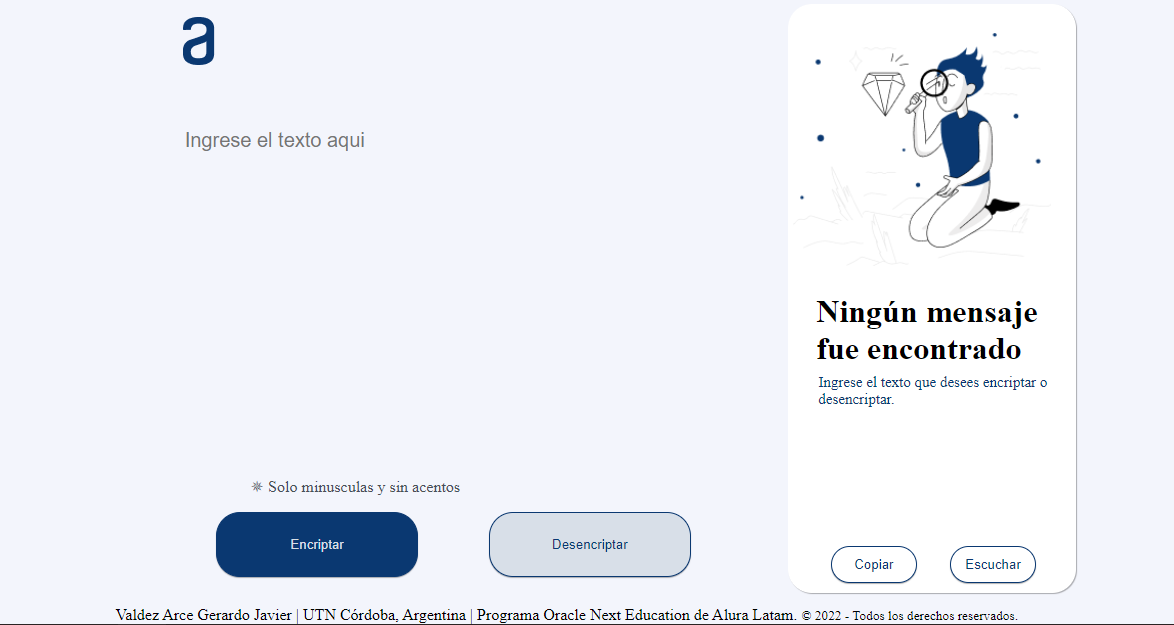 a
Ingrese el texto aqui
Ningún mensaje
fue encontrado
Ingrese el texto que desees encriptar o
desencriptar.
✵ Solo minusculas y sin acentos
Encriptar
Desencriptar
Copiar
Escuchar
Valdez Arce Gerardo Javier | UTN Córdoba, Argentina | Programa Oracle Next Education de Alura Latam. © 2022 - Todos los derechos reservados.